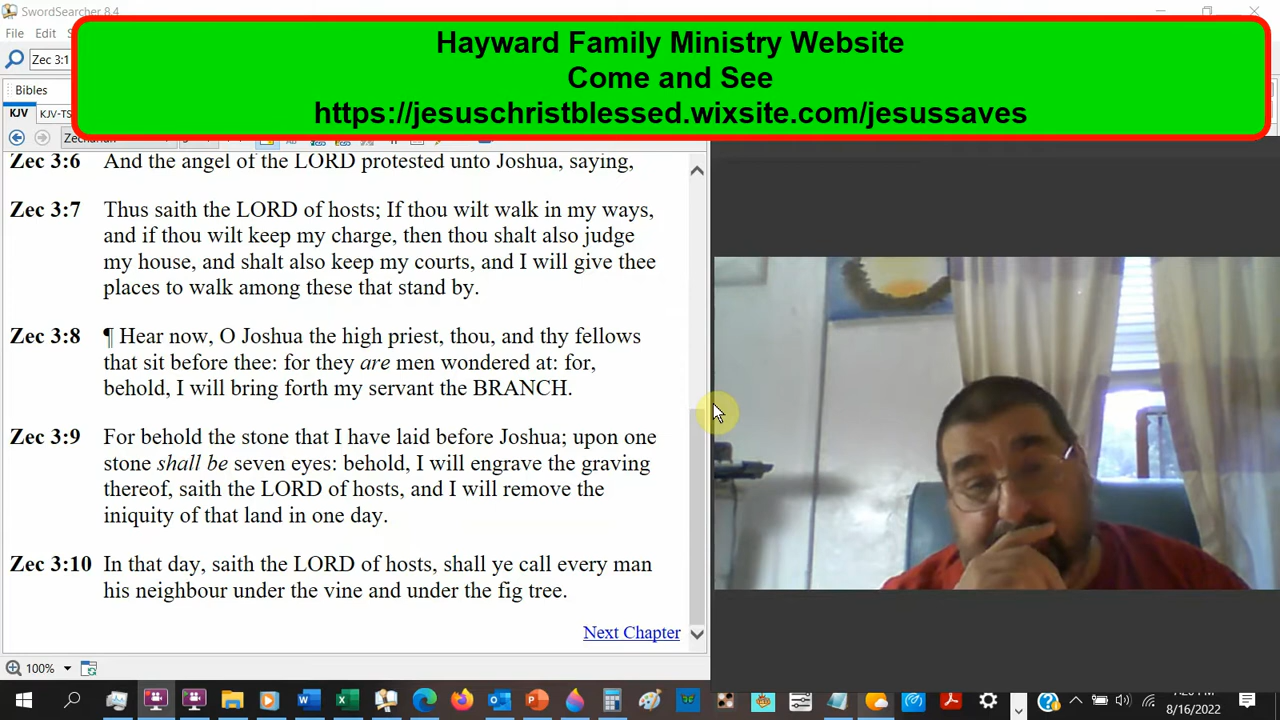 SwordSearcher 8.4
File Edit
Hayward Family Ministry Website
Come and See
https://jesuschristblessed.wixsite.com/jesussaves
Zec 3:1
Bibles
KJV KJV-TS
Zec 3:6 And the angel of the LORD protested unto Joshua, saying,
Zec 3:7 Thus saith the LORD of hosts; If thou wilt walk in my ways,
and if thou wilt keep my charge, then thou shalt also judge
my house, and shalt also keep my courts, and I will give thee
places to walk among these that stand by.
Zec 3:8 ¶ Hear now, O Joshua the high priest, thou, and thy fellows
that sit before thee: for they are men wondered at: for,
behold, I will bring forth my servant the BRANCH.
Zec 3:9 For behold the stone that I have laid before Joshua; upon one
stone shall be seven eyes: behold, I will engrave the graving
thereof, saith the LORD of hosts, and I will remove the
iniquity of that land in one day.
Zec 3:10 In that day, saith the LORD of hosts, shall ye call every man
his neighbour under the vine and under the fig tree.
Next Chapter
100%
8/16/2022